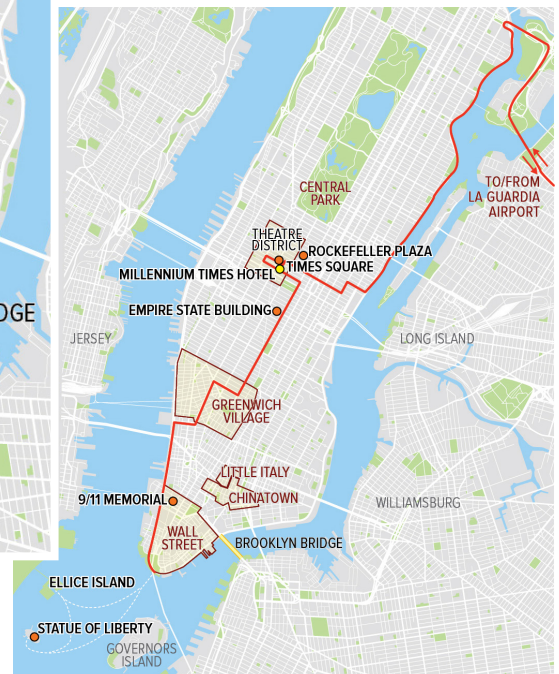 CENTRAL
PARK
TO/FROM
LA GUARDIA
AIRPORT
THEATRE
DISTRICT
ROCKEFELLER PLAZA
TIMES SQUARE
MILLENNIUM TIMES HOTEL
EMPIRE STATE BUILDING
DGE
JERSEY
LONG ISLAND
GREENWICH
VILLAGE
LITTLE ITALY
CHINATOWN
9/11 MEMORIAL
WILLIAMSBURG
WALL
STREET
BROOKLYN BRIDGE
ELLICE ISLAND
STATUE OF LIBERTY
GOVERNORS
ISLAND